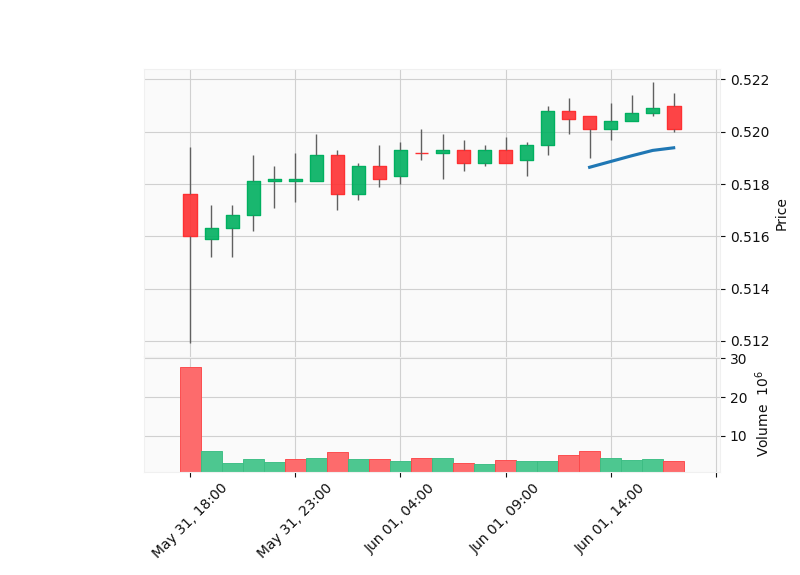 0.522
0.520
0.518
0.516
0.514
0.512
Price
30
20
10
Volume 10^6
May 31, 18:00
May 31, 23:00
Jun 01, 04:00
Jun 01, 09:00
Jun 01, 14:00